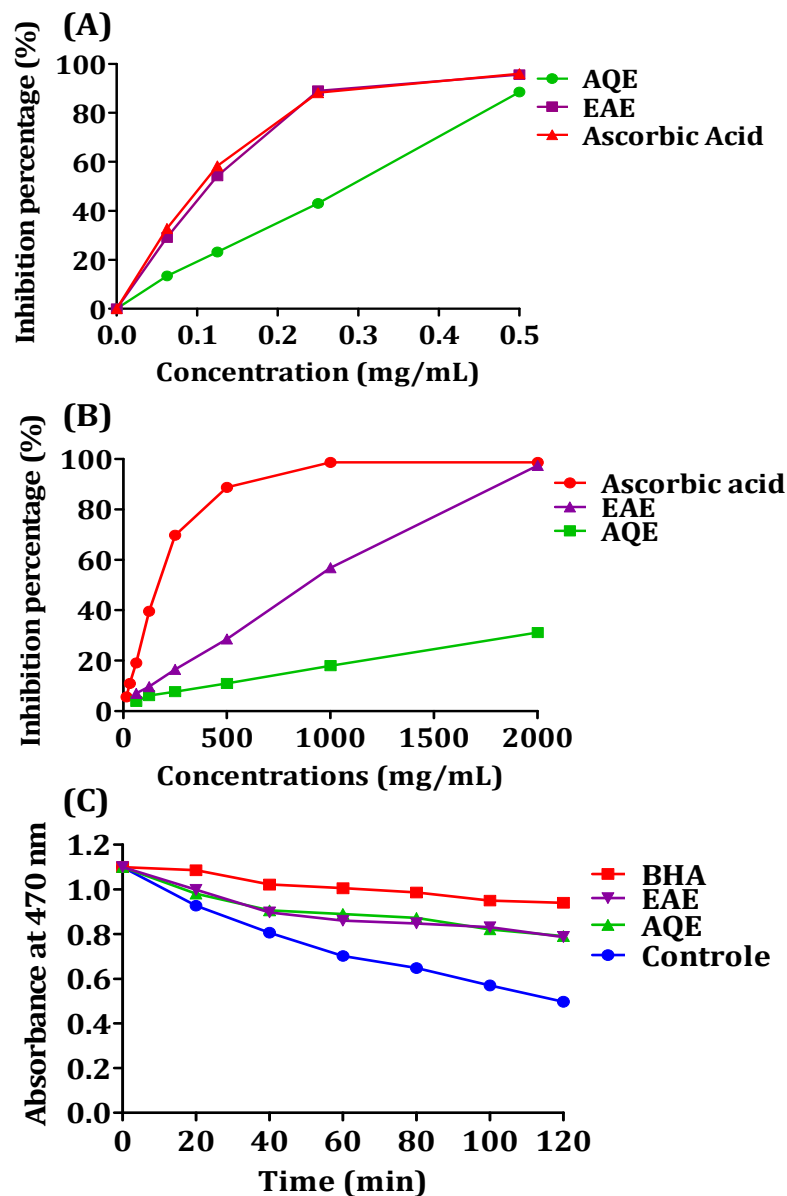 (A)
Inhibition percentage (%)
100
80
60
40
20
0
0.0 0.1 0.2 0.3 0.4 0.5
Concentration (mg/mL)
AQE
EAE
Ascorbic Acid
(B)
Inhibition percentage (%)
100
80
60
40
20
0
0 500 1000 1500 2000
Concentrations (mg/mL)
Ascorbic acid
EAE
AQE
(C)
Absorbance at 470 nm
1.2
1.0
0.8
0.6
0.4
0.2
0.0
0 20 40 60 80 100 120
Time (min)
BHA
EAE
AQE
Controle